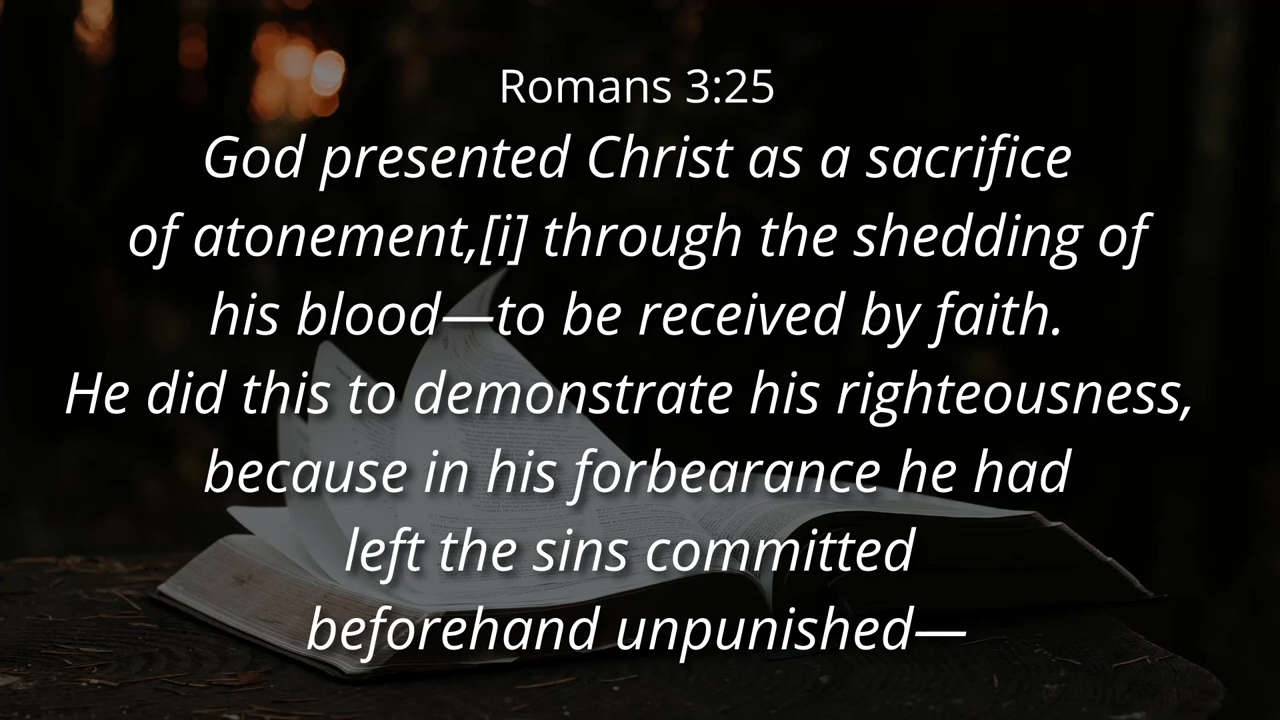 Romans 3:25
God presented Christ as a sacrifice
of atonement,[i] through the shedding of
his blood—to be received by faith.
He did this to demonstrate his righteousness,
because in his forbearance he had
left the sins committed
beforehand unpunished—